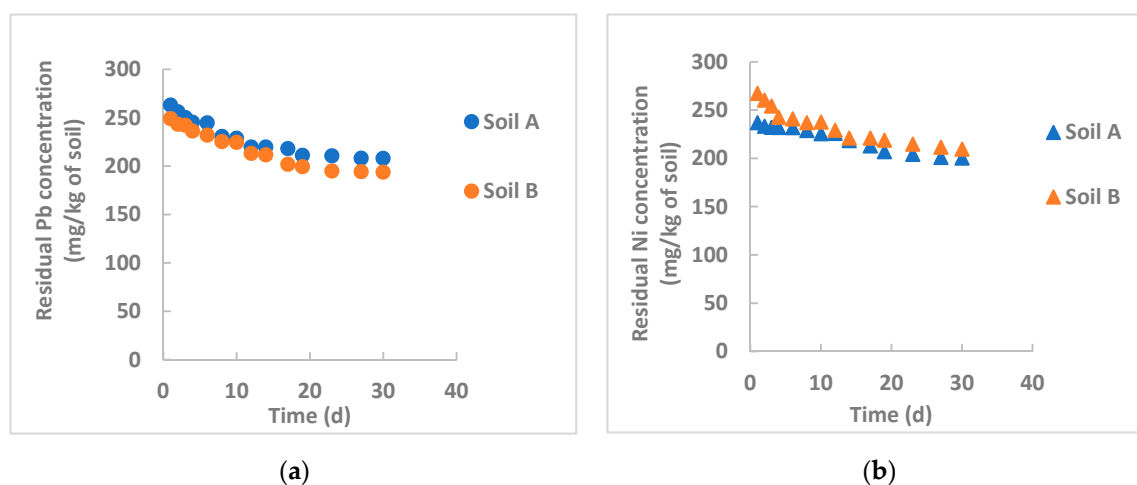 300
250
200
150
100
50
0
0 10 20 30 40
Residual Pb concentration
(mg/kg of soil)
Time (d)
Soil A
Soil B
(a)
300
250
200
150
100
50
0
0 10 20 30 40
Residual Ni concentration
(mg/kg of soil)
Time (d)
Soil A
Soil B
(b)